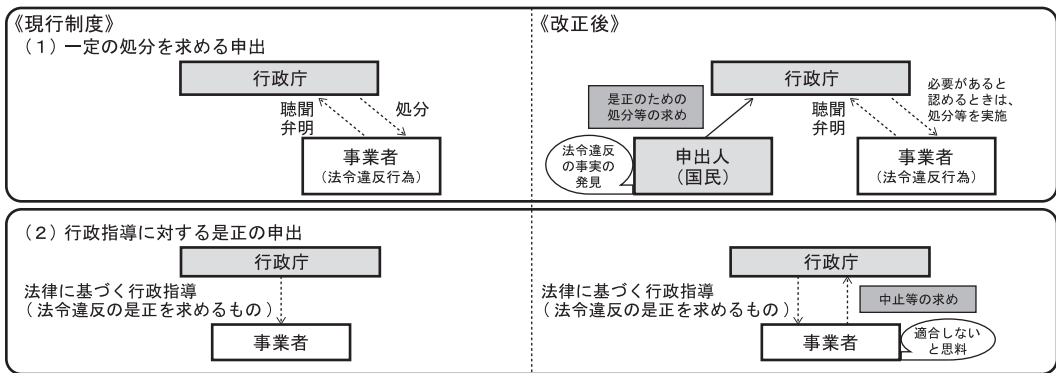 《現行制度》
(1)一定の処分を求める申出
行政庁
聴聞
弁明
処分
事業者
(法令違反行為)
《改正後》
行政庁
是正のための
処分等の求め
聴聞
弁明
必要があると
認めるときは、
処分等を実施
法令違反
の事実の
発見
申出人
(国民)
事業者
(法令違反行為)
(2)行政指導に対する是正の申出
行政庁
法律に基づく行政指導
(法令違反の是正を求めるもの)
事業者
行政庁
法律に基づく行政指導
(法令違反の是正を求めるもの)
中止等の求め
事業者
適合しない
と思料